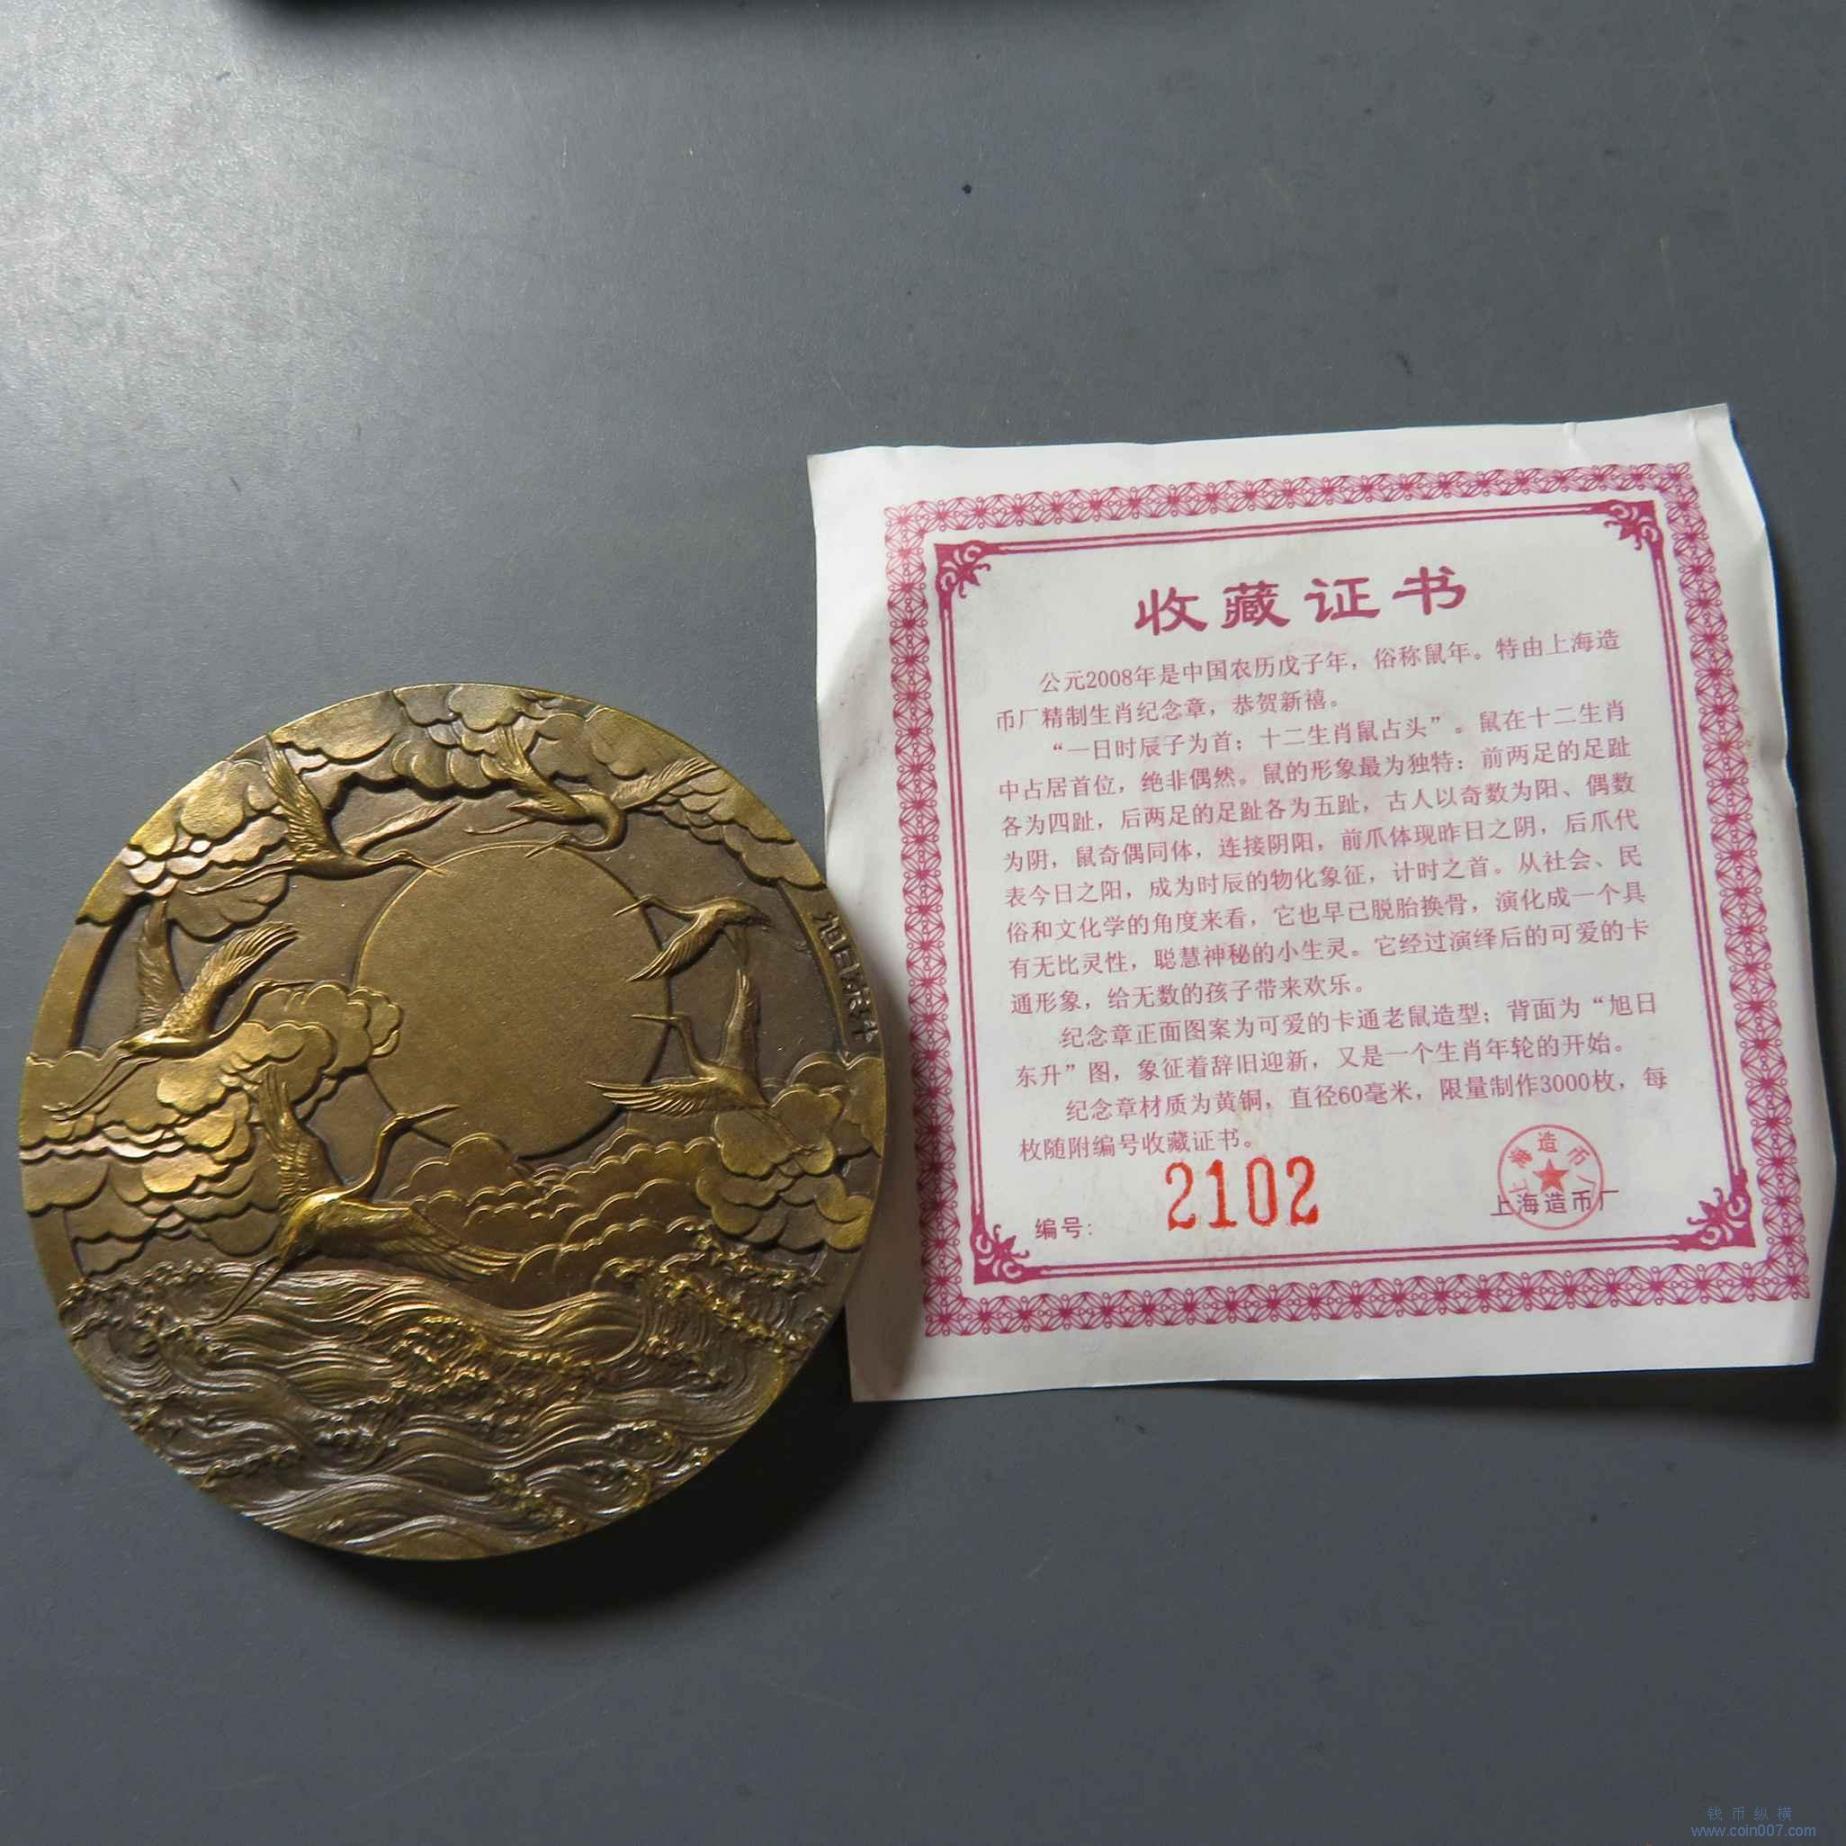 旭日东升
收藏证书
公元2008年是中国农历戊子年，俗称鼠年。特由上海造
币厂精制生肖纪念章，恭贺新禧。
“一日时辰子为首；十二生肖鼠占头”。鼠在十二生肖
中占居首位，绝非偶然。鼠的形象最为独特：前两足的足趾
各为四趾，后两足的足趾各为五趾，古人以奇数为阳、偶数
为阴，鼠奇偶同体，连接阴阳，前爪体现昨日之阴，后爪代
表今日之阳，成为时辰的物化象征，计时之首。从社会、民
俗和文化学的角度来看，它也早已脱胎换骨，演化成一个具
有无比灵性，聪慧神秘的小生灵。它经过演绎后的可爱的卡
通形象，给无数的孩子带来欢乐。
纪念章正面图案为可爱的卡通老鼠造型；背面为“旭日
东升”图，象征着辞旧迎新，又是一个生肖年轮的开始。
纪念章材质为黄铜，直径60毫米，限量制作3000枚，每
枚随附编号收藏证书。
编号：2102
上海造币厂
上海造币厂
钱币纵横
www.coin007.com